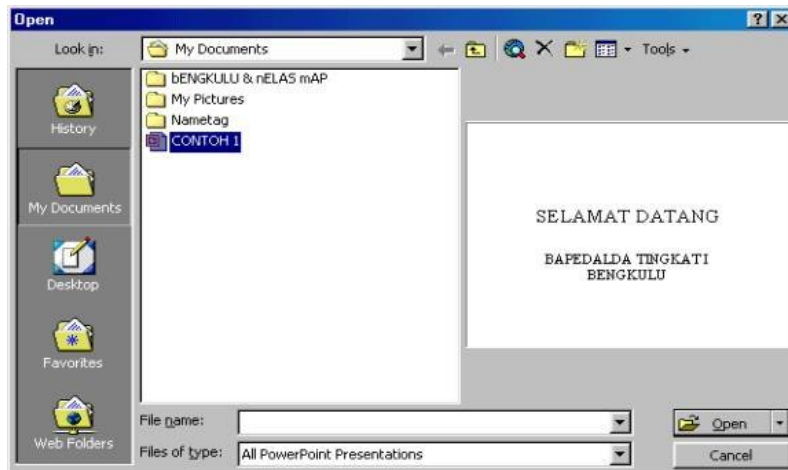 Open
Look in: My Documents Tools
History
My Documents
Desktop
Favorites
Web Folders
bENGKULU & nELAS mAP
My Pictures
Nametag
CONTOH 1
SELAMAT DATANG
BAPEDALDA TINGKAT I
BENGKULU
File name:
Open
Files of type: All PowerPoint Presentations
Cancel